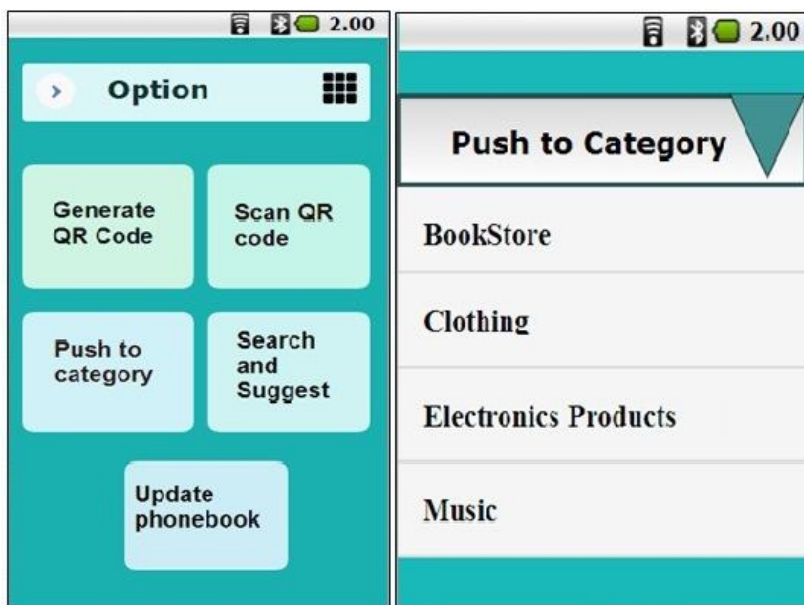 2.00
Option
Generate
QR Code
Scan QR
code
Push to
category
Search
and
Suggest
Update
phonebook
2.00
Push to Category
BookStore
Clothing
Electronics Products
Music